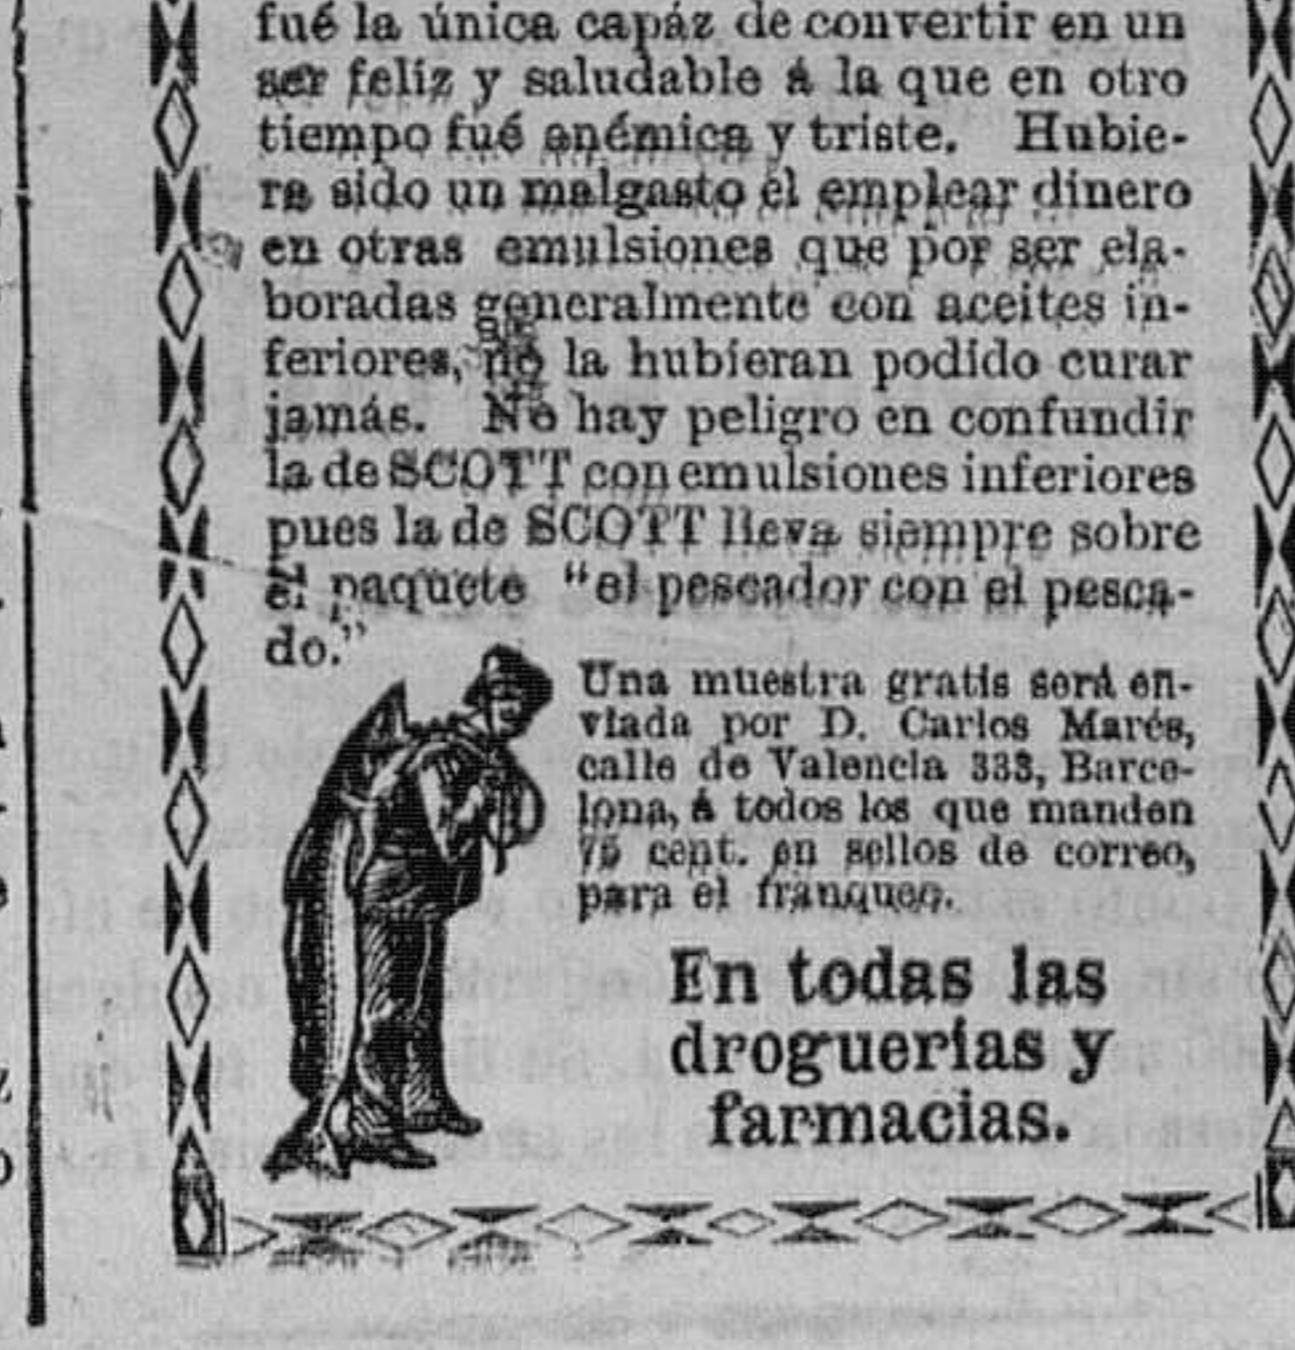 fué la única capáz de convertir en un
ser feliz y saludable á la que en otro
tiempo fué anémica y triste. Hubie-
ra sido un malgasto el emplear dinero
en otras emulsiones que por ser ela-
boradas generalmente con aceites in-
feriores, no la hubieran podido curar
jamás. No hay peligro en confundir
la de SCOTT con emulsiones inferiores
pues la de SCOTT lleva siempre sobre
el paquete “el pescador con el pesca-
do.”
Una muestra gratis será en-
viada por D. Carlos Marés,
calle de Valencia 333, Barce-
lona, á todos los que manden
75 cent. en sellos de correo,
para el franqueo.
En todas las
droguerías y
farmacias.